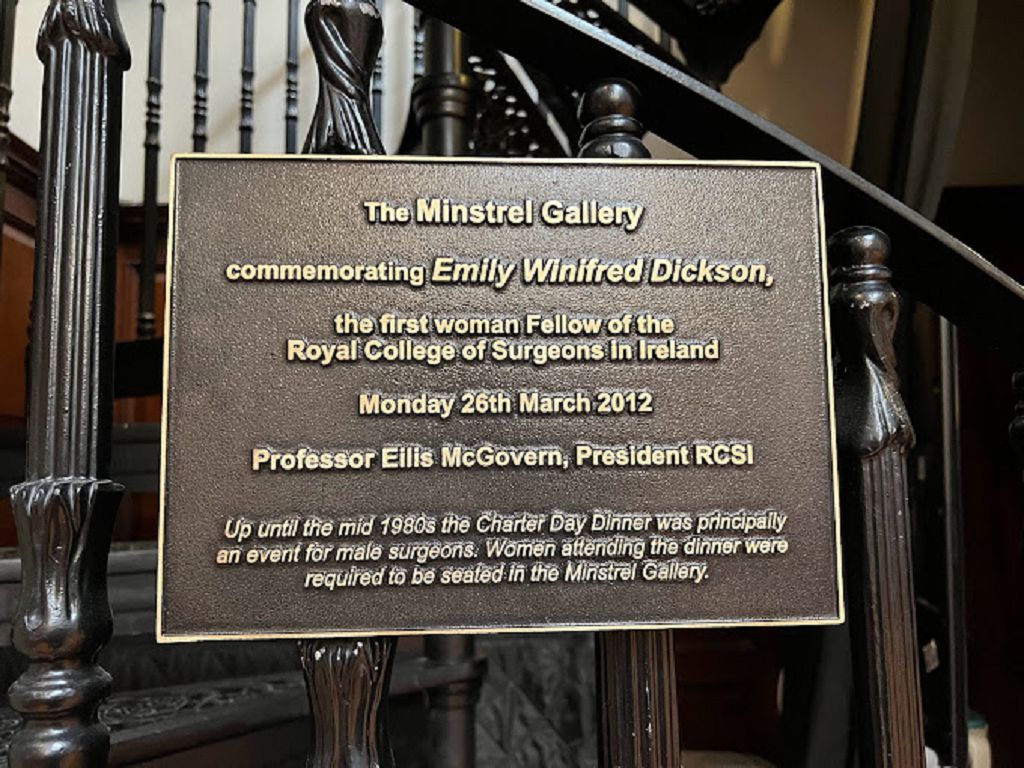 The Minstrel Gallery
commemorating Emily Winifred Dickson,
the first woman Fellow of the
Royal College of Surgeons in Ireland
Monday 26th March 2012
Professor Eilis McGovern, President RCSI
Up until the mid 1980s the Charter Day Dinner was principally
an event for male surgeons. Women attending the dinner were
required to be seated in the Minstrel Gallery.